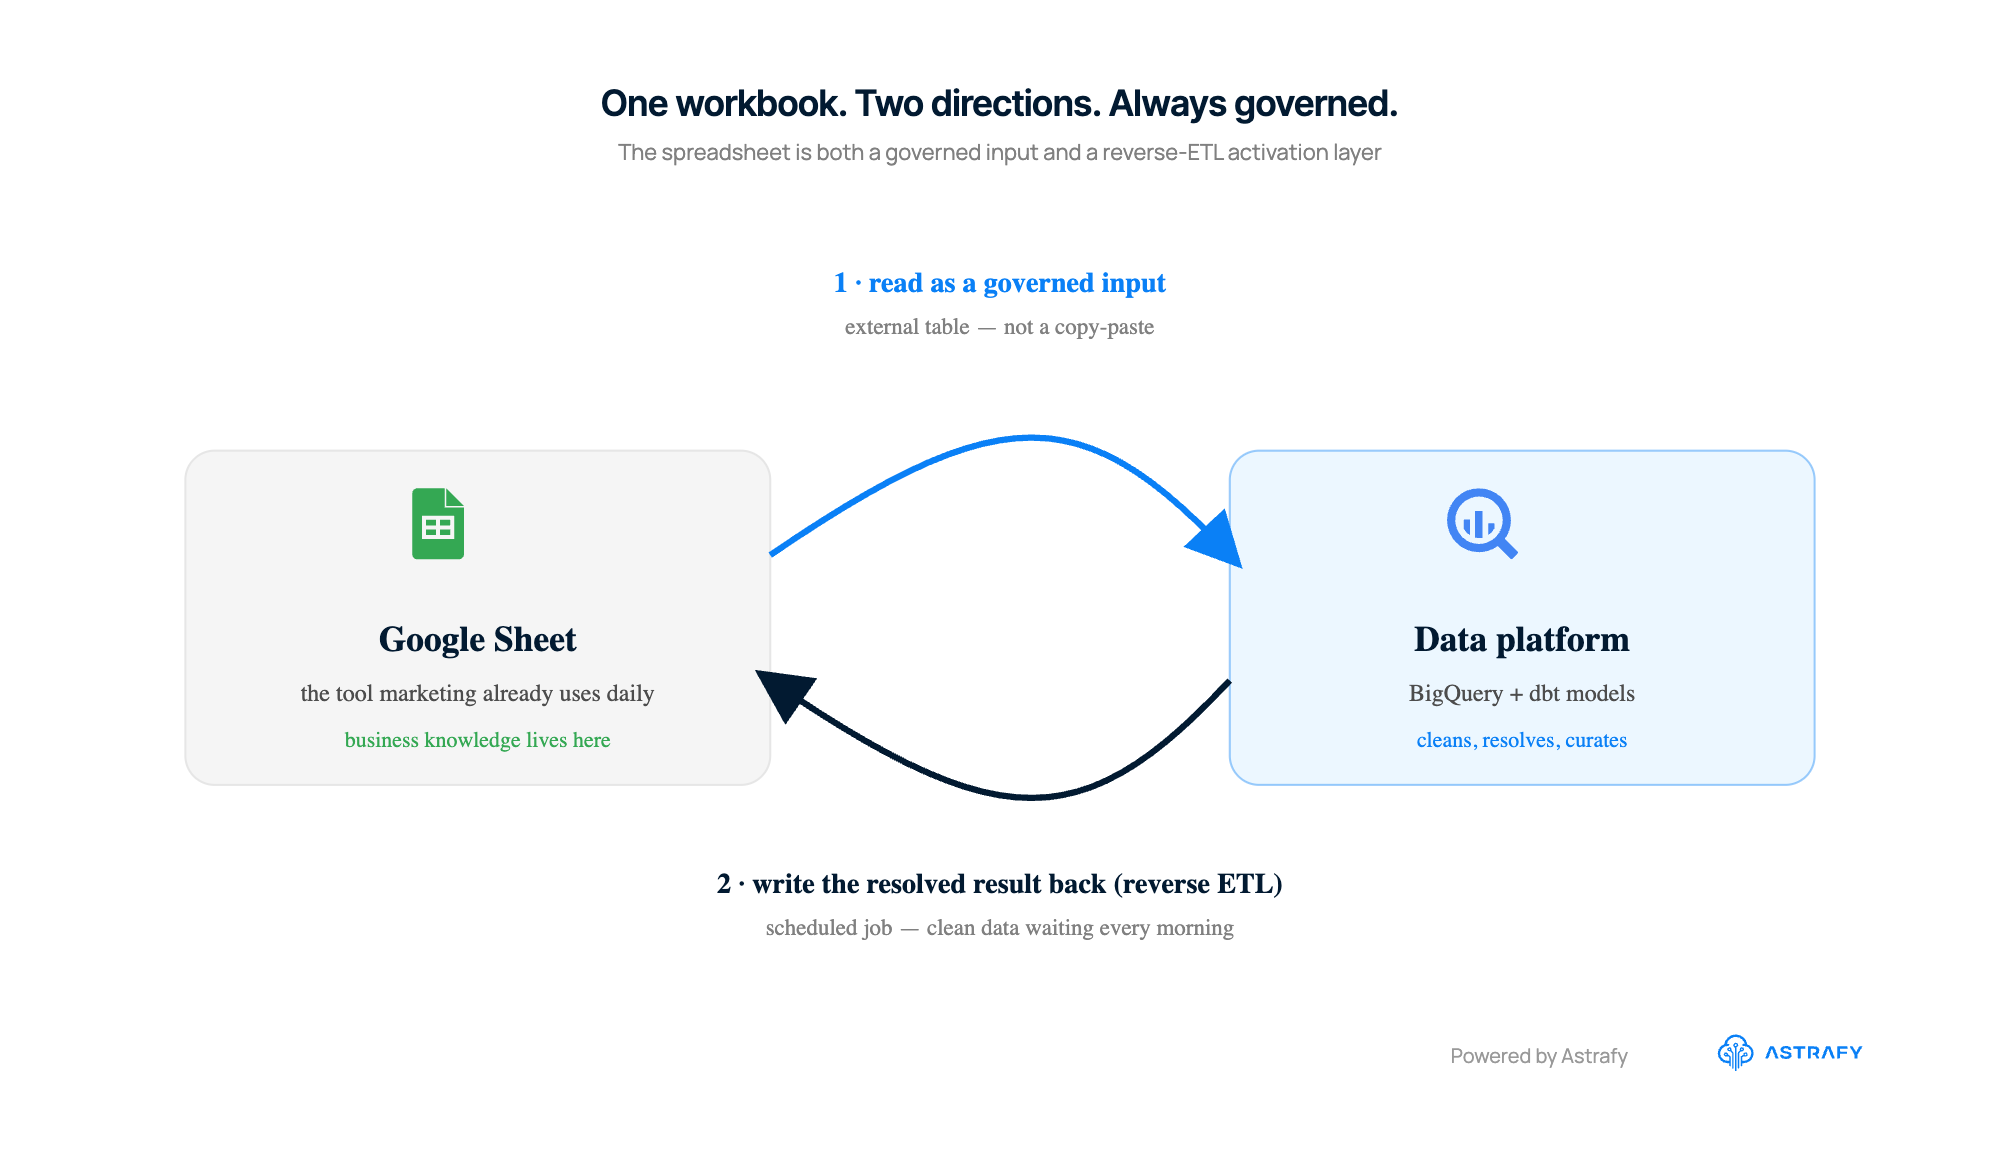 One workbook. Two directions. Always governed.
The spreadsheet is both a governed input and a reverse-ETL activation layer
1 · read as a governed input
external table — not a copy-paste
Google Sheet
the tool marketing already uses daily
business knowledge lives here
Data platform
BigQuery + dbt models
cleans, resolves, curates
2 · write the resolved result back (reverse ETL)
scheduled job — clean data waiting every morning
Powered by Astrafy
ASTRAFY